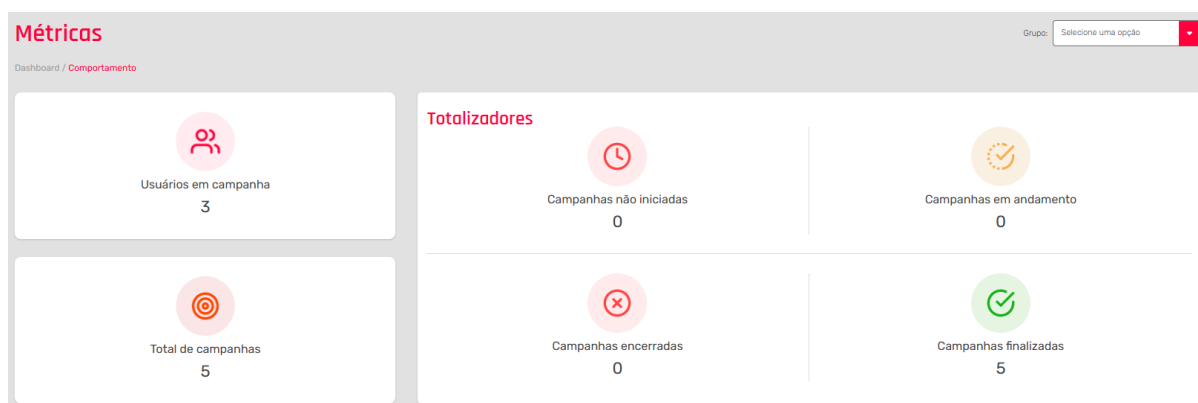 Métricas
Grupo: Selecione uma opção
Dashboard / Comportamento
Usuários em campanha
3
Total de campanhas
5
Totalizadores
Campanhas não iniciadas
0
Campanhas em andamento
0
Campanhas encerradas
0
Campanhas finalizadas
5